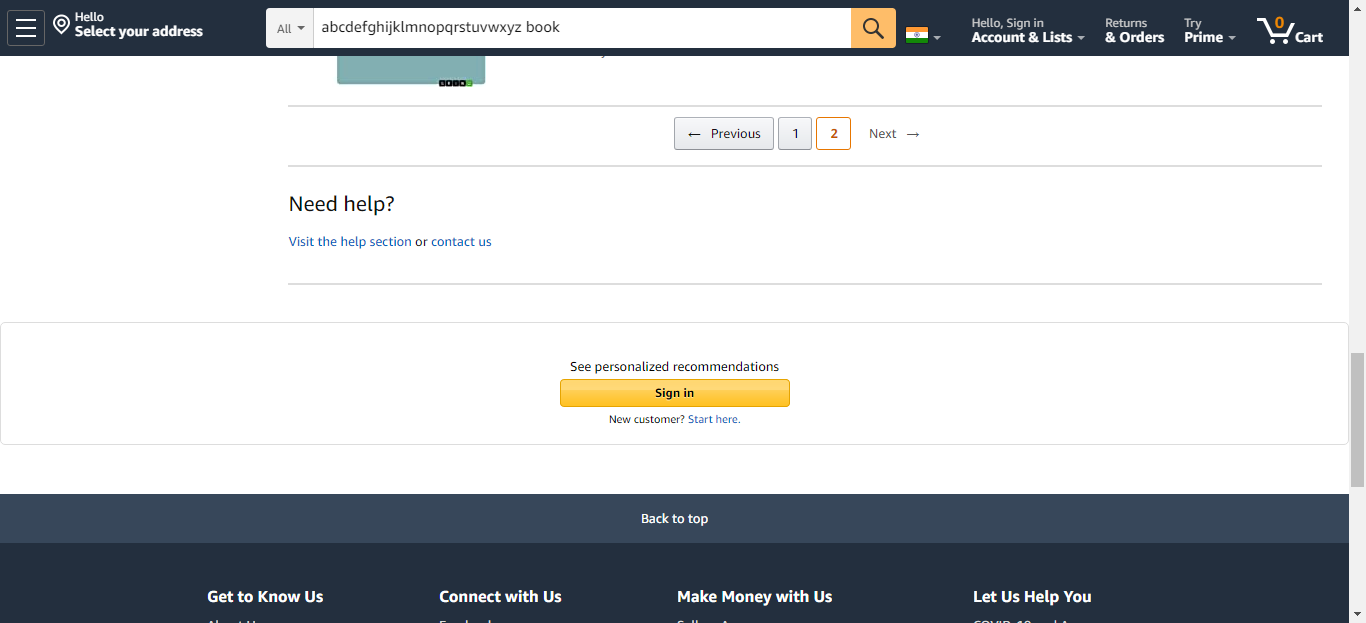 Hello
Select your address
All
abcdefghijklmnopqrstuvwxyz book
Hello, Sign in
Account & Lists
Returns
& Orders
Try
Prime
0
Cart
← Previous
1
2
Next →
Need help?
Visit the help section or contact us
See personalized recommendations
Sign in
New customer? Start here.
Back to top
Get to Know Us
Connect with Us
Make Money with Us
Let Us Help You